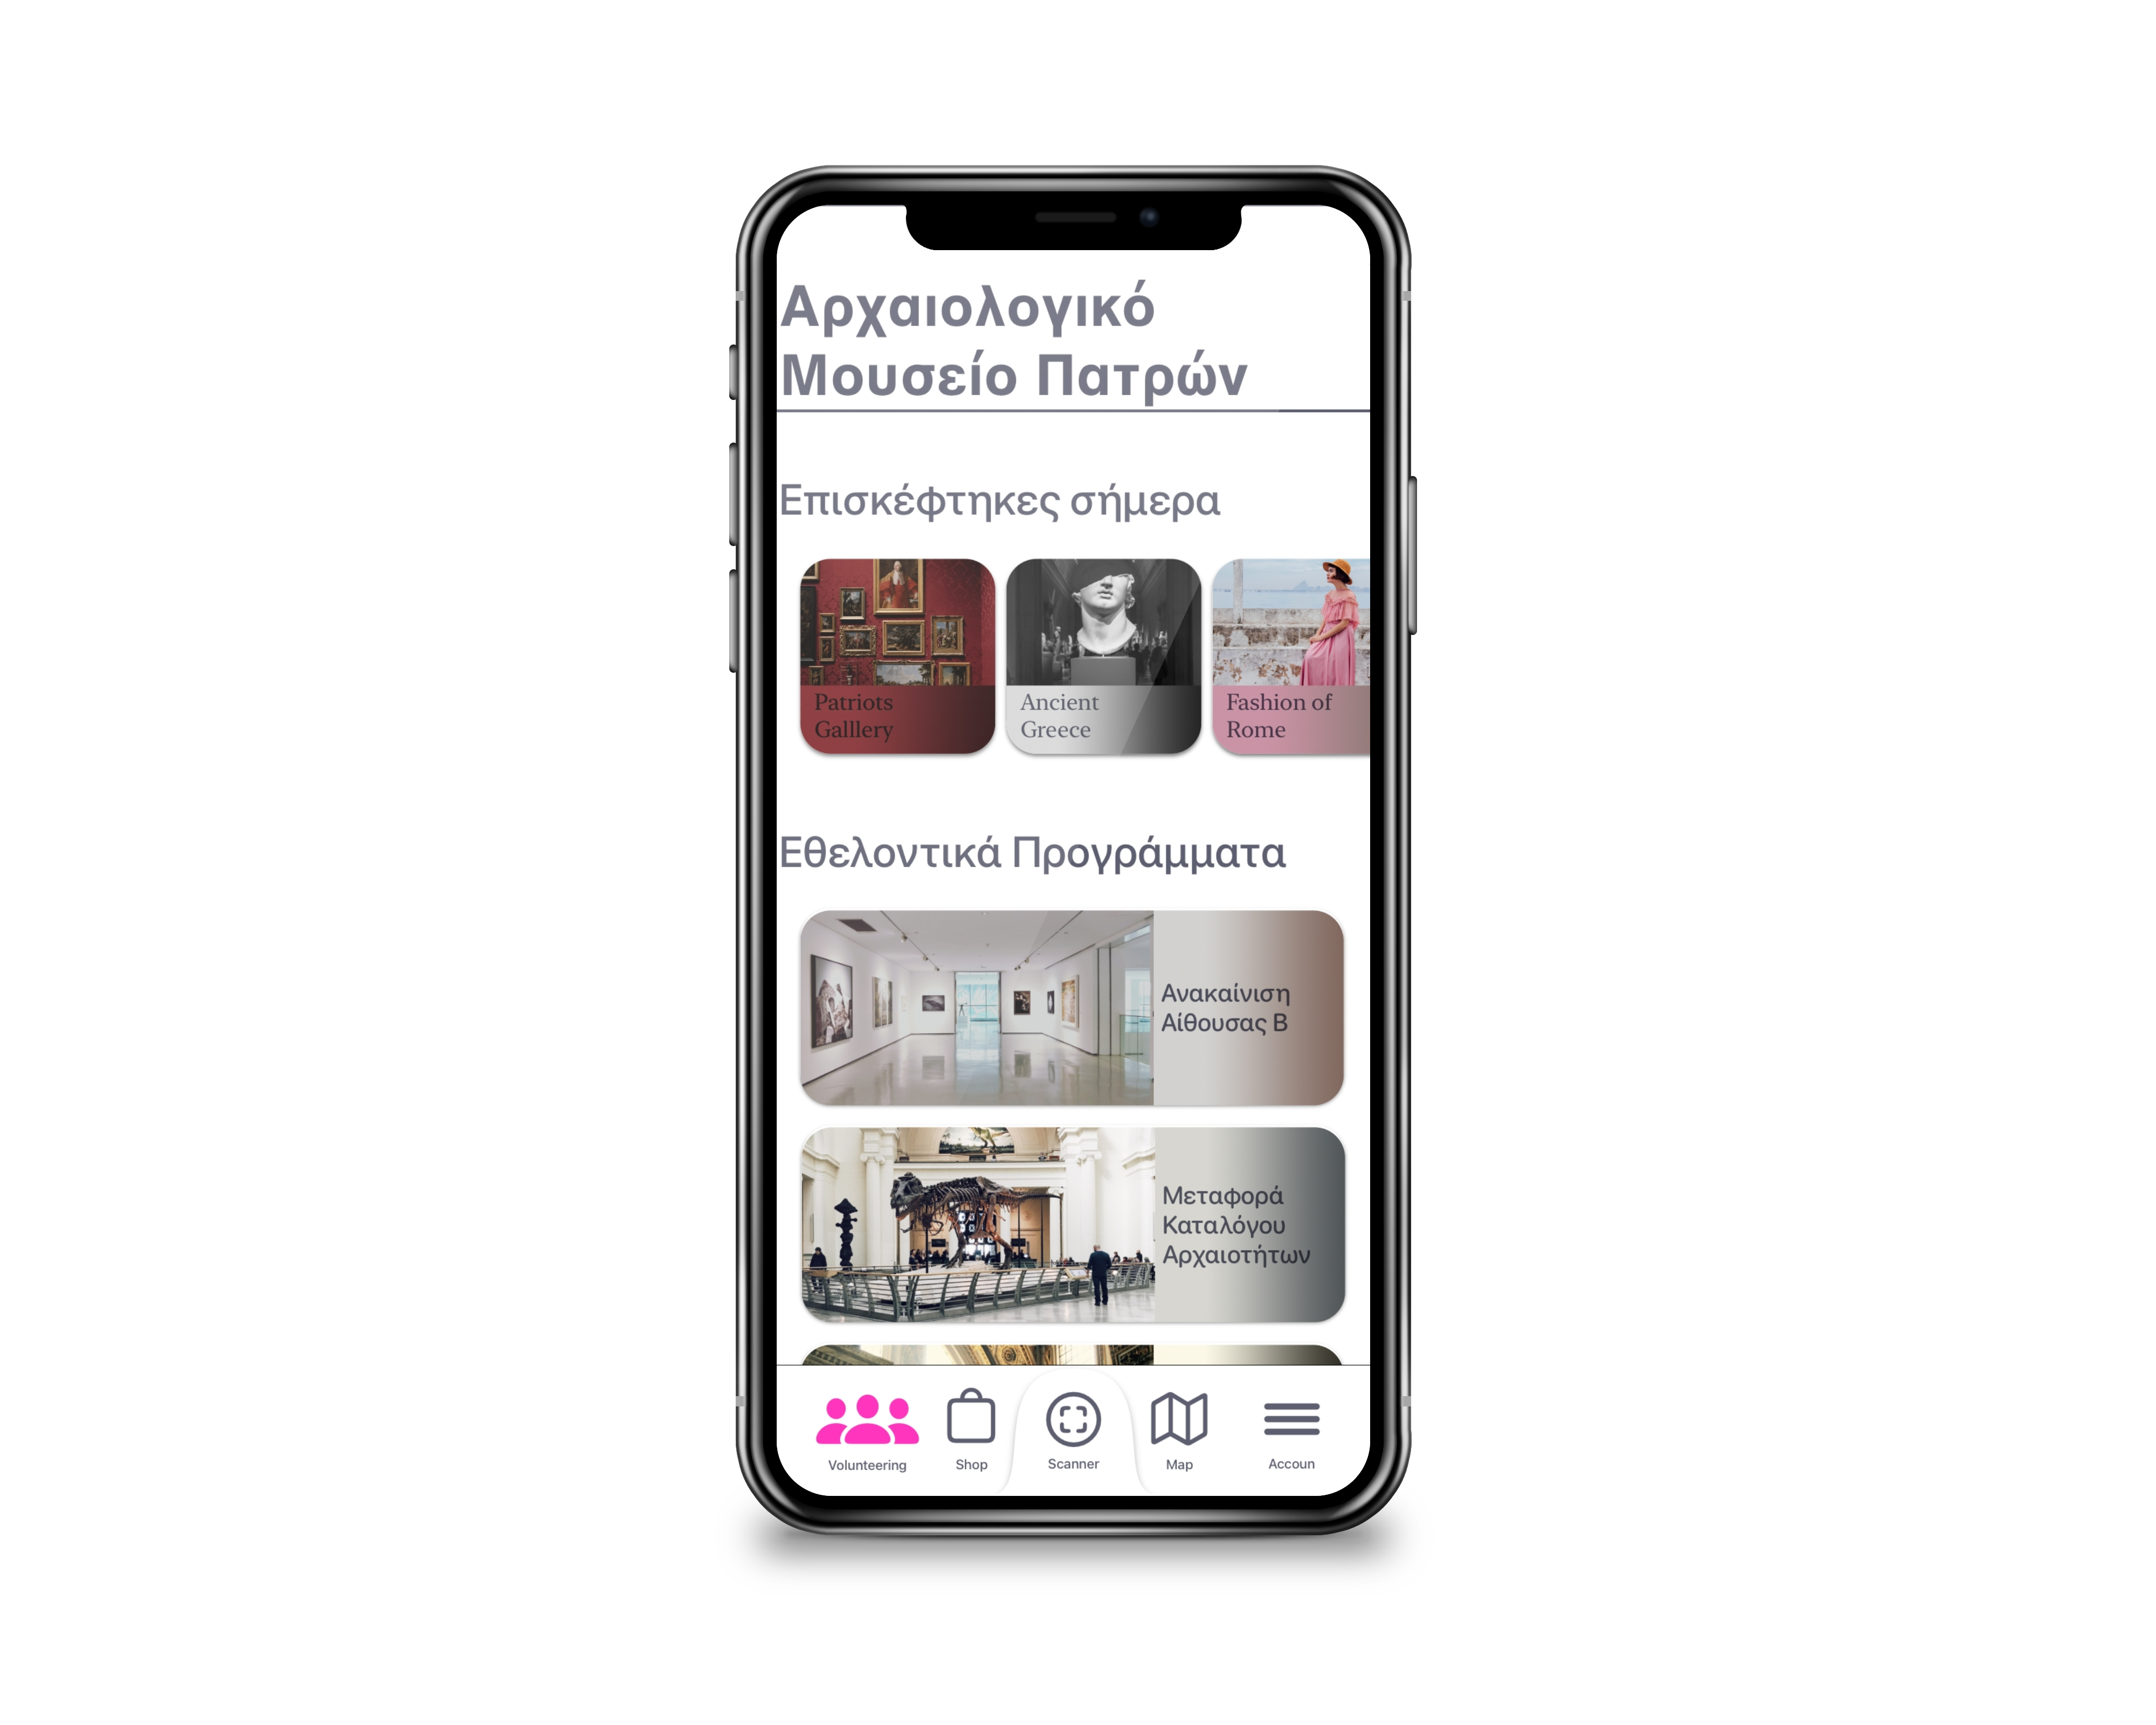 Αρχαιολογικό
Μουσείο Πατρών
Επισκέφτηκες σήμερα
Patriots
Galllery
Ancient
Greece
Fashion of
Rome
Εθελοντικά Προγράμματα
Ανακαίνιση
Αίθουσας Β
Μεταφορά
Καταλόγου
Αρχαιοτήτων
Volunteering
Shop
Scanner
Map
Accoun